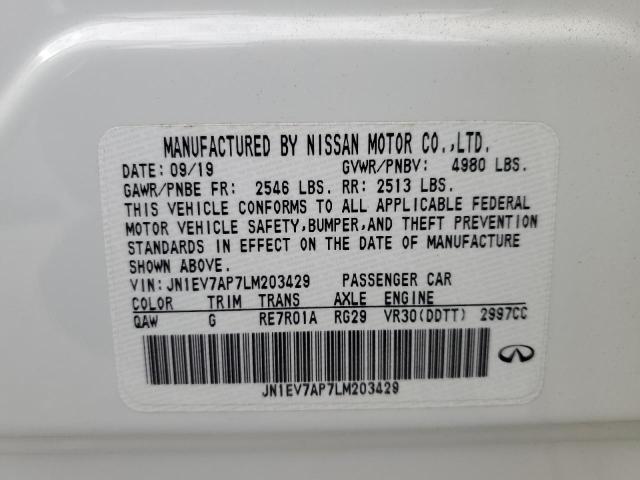 MANUFACTURED BY NISSAN MOTOR CO.,LTD.
DATE: 09/19 GVWR/PNBV: 4980 LBS.
GAWR/PNBE FR: 2546 LBS. RR: 2513 LBS.
THIS VEHICLE CONFORMS TO ALL APPLICABLE FEDERAL
MOTOR VEHICLE SAFETY,BUMPER,AND THEFT PREVENTION
STANDARDS IN EFFECT ON THE DATE OF MANUFACTURE
SHOWN ABOVE.
VIN: JN1EV7AP7LM203429 PASSENGER CAR
COLOR TRIM TRANS AXLE ENGINE
QAW G RE7R01A RG29 VR30(DDTT) 2997CC
JN1EV7AP7LM203429